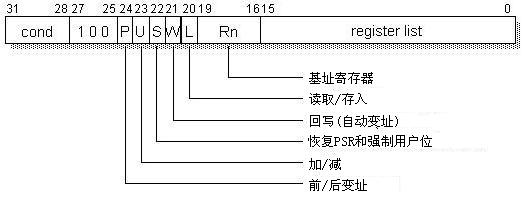 31 28 27 25 24 23 22 21 20 19 16 15 0
cond 1 0 0 P U S W L Rn register list
基址寄存器
读取/存入
回写(自动变址)
恢复PSR和强制用户位
加/减
前/后变址